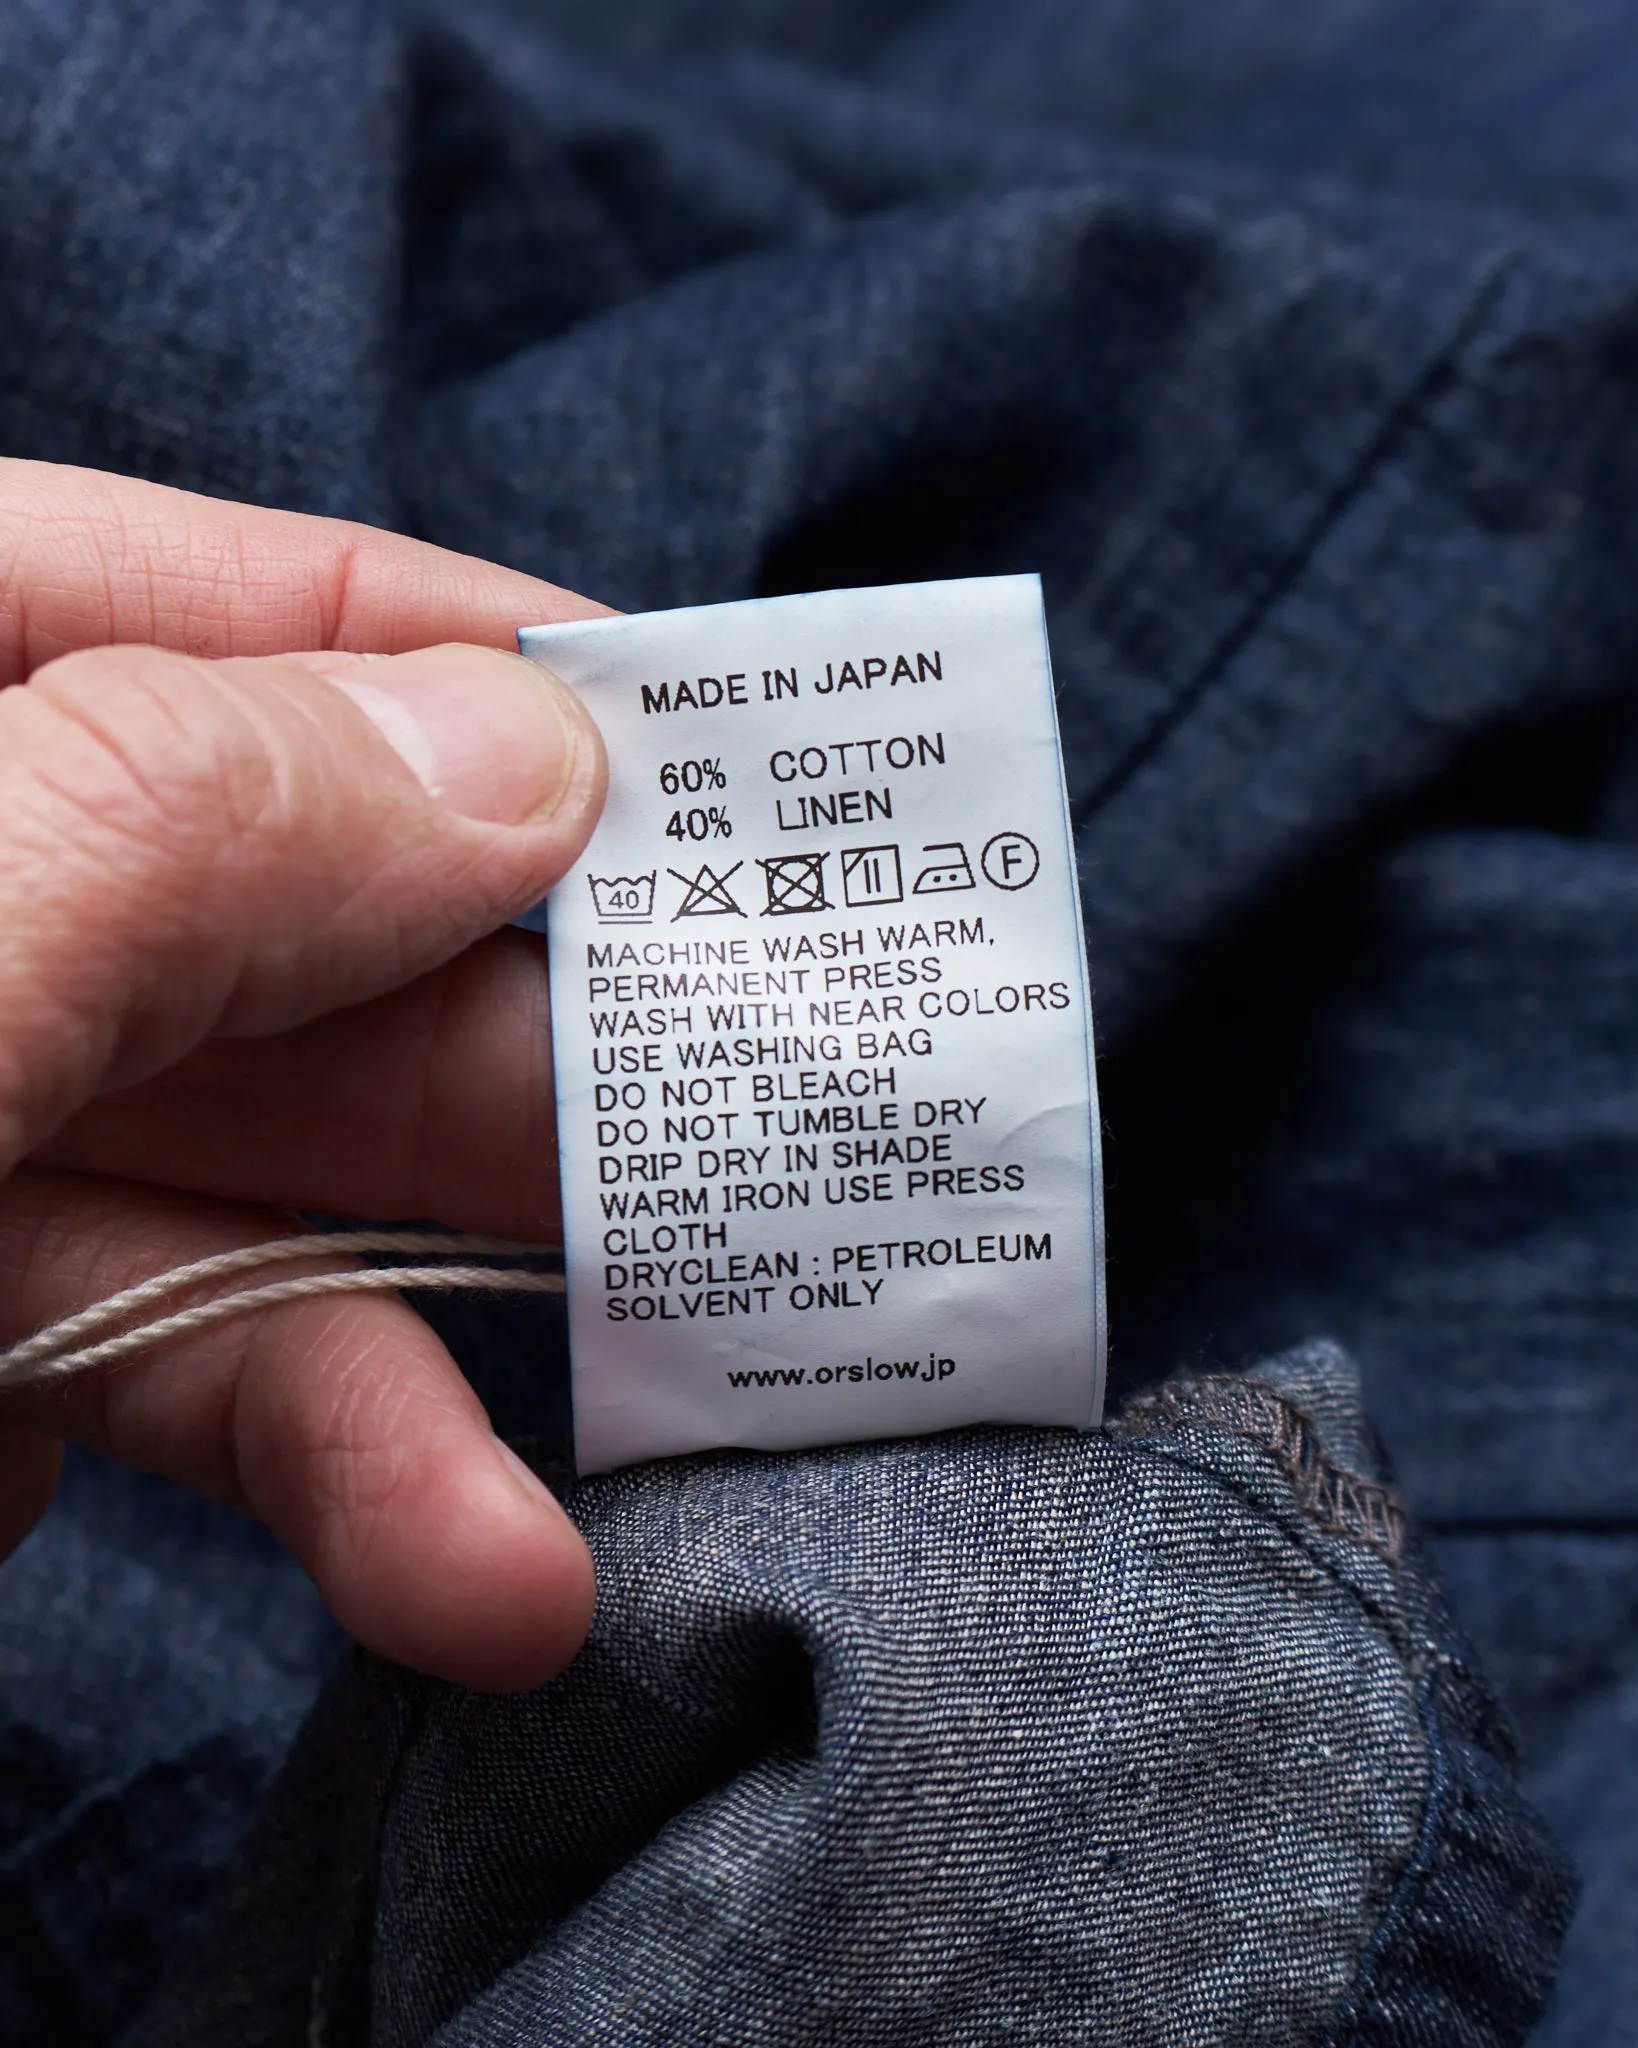 MADE IN JAPAN
60% COTTON
40% LINEN
40 F
MACHINE WASH WARM,
PERMANENT PRESS
WASH WITH NEAR COLORS
USE WASHING BAG
DO NOT BLEACH
DO NOT TUMBLE DRY
DRIP DRY IN SHADE
WARM IRON USE PRESS
CLOTH
DRYCLEAN : PETROLEUM
SOLVENT ONLY
www.orslow.jp